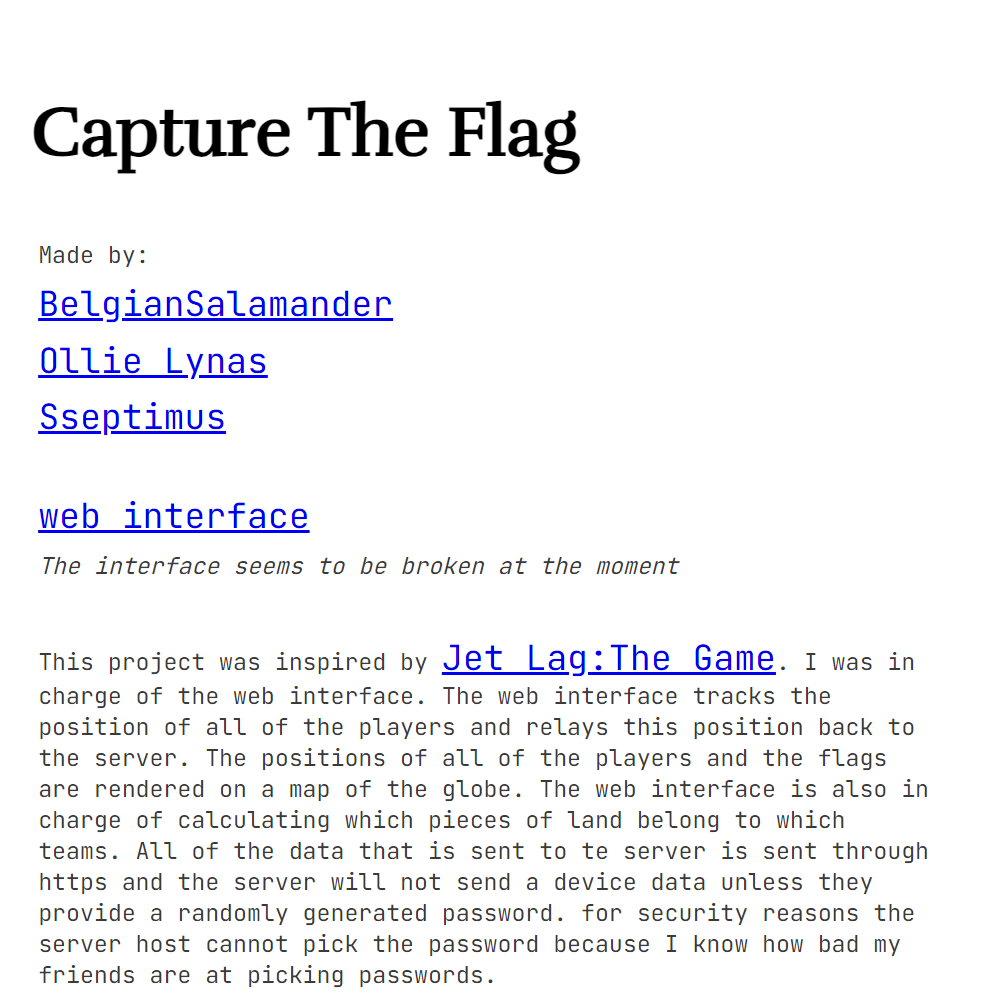 Capture The Flag
Made by:
BelgianSalamander
Ollie Lynas
Sseptimus
web interface
The interface seems to be broken at the moment
This project was inspired by Jet Lag:The Game. I was in
charge of the web interface. The web interface tracks the
position of all of the players and relays this position back to
the server. The positions of all of the players and the flags
are rendered on a map of the globe. The web interface is also in
charge of calculating which pieces of land belong to which
teams. All of the data that is sent to te server is sent through
https and the server will not send a device data unless they
provide a randomly generated password. for security reasons the
server host cannot pick the password because I know how bad my
friends are at picking passwords.